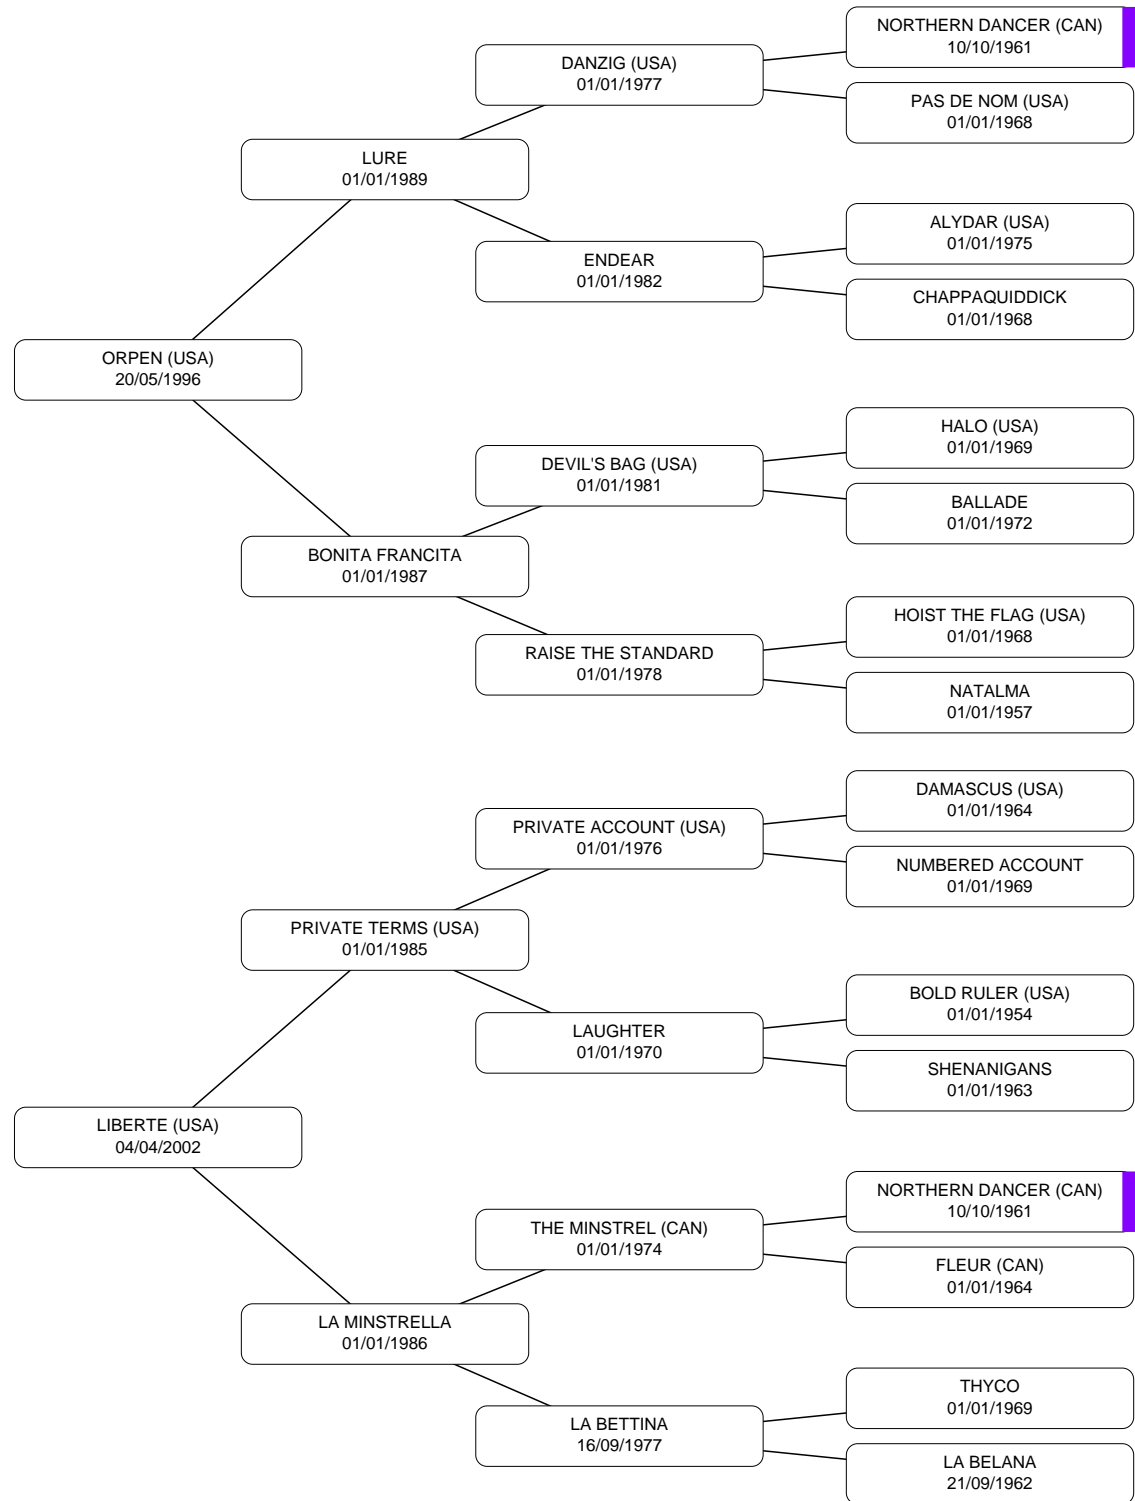 NORTHERN DANCER (CAN)
10/10/1961
DANZIG (USA)
01/01/1977
PAS DE NOM (USA)
01/01/1968
LURE
01/01/1989
ALYDAR (USA)
01/01/1975
ENDEAR
01/01/1982
CHAPPAQUIDDICK
01/01/1968
ORPEN (USA)
20/05/1996
HALO (USA)
01/01/1969
DEVIL'S BAG (USA)
01/01/1981
BALLADE
01/01/1972
BONITA FRANCITA
01/01/1987
HOIST THE FLAG (USA)
01/01/1968
RAISE THE STANDARD
01/01/1978
NATALMA
01/01/1957
DAMASCUS (USA)
01/01/1964
PRIVATE ACCOUNT (USA)
01/01/1976
NUMBERED ACCOUNT
01/01/1969
PRIVATE TERMS (USA)
01/01/1985
BOLD RULER (USA)
01/01/1954
LAUGHTER
01/01/1970
SHENANIGANS
01/01/1963
LIBERTE (USA)
04/04/2002
NORTHERN DANCER (CAN)
10/10/1961
THE MINSTREL (CAN)
01/01/1974
FLEUR (CAN)
01/01/1964
LA MINSTRELLA
01/01/1986
THYCO
01/01/1969
LA BETTINA
16/09/1977
LA BELANA
21/09/1962